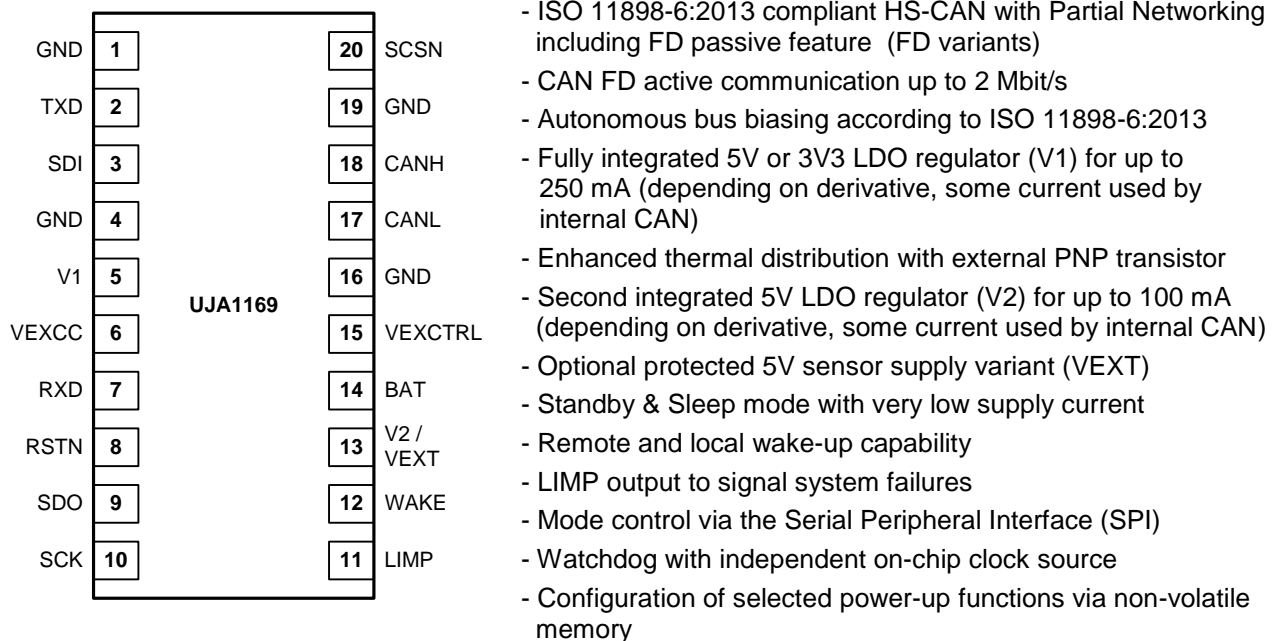 GND 1
TXD 2
SDI 3
GND 4
V1 5
VEXCC 6
RXD 7
RSTN 8
SDO 9
SCK 10
UJA1169
20 SCSN
19 GND
18 CANH
17 CANL
16 GND
15 VEXCTRL
14 BAT
13 V2 /
VEXT
12 WAKE
11 LIMP
- ISO 11898-6:2013 compliant HS-CAN with Partial Networking
including FD passive feature (FD variants)
- CAN FD active communication up to 2 Mbit/s
- Autonomous bus biasing according to ISO 11898-6:2013
- Fully integrated 5V or 3V3 LDO regulator (V1) for up to
250 mA (depending on derivative, some current used by
internal CAN)
- Enhanced thermal distribution with external PNP transistor
- Second integrated 5V LDO regulator (V2) for up to 100 mA
(depending on derivative, some current used by internal CAN)
- Optional protected 5V sensor supply variant (VEXT)
- Standby & Sleep mode with very low supply current
- Remote and local wake-up capability
- LIMP output to signal system failures
- Mode control via the Serial Peripheral Interface (SPI)
- Watchdog with independent on-chip clock source
- Configuration of selected power-up functions via non-volatile
memory